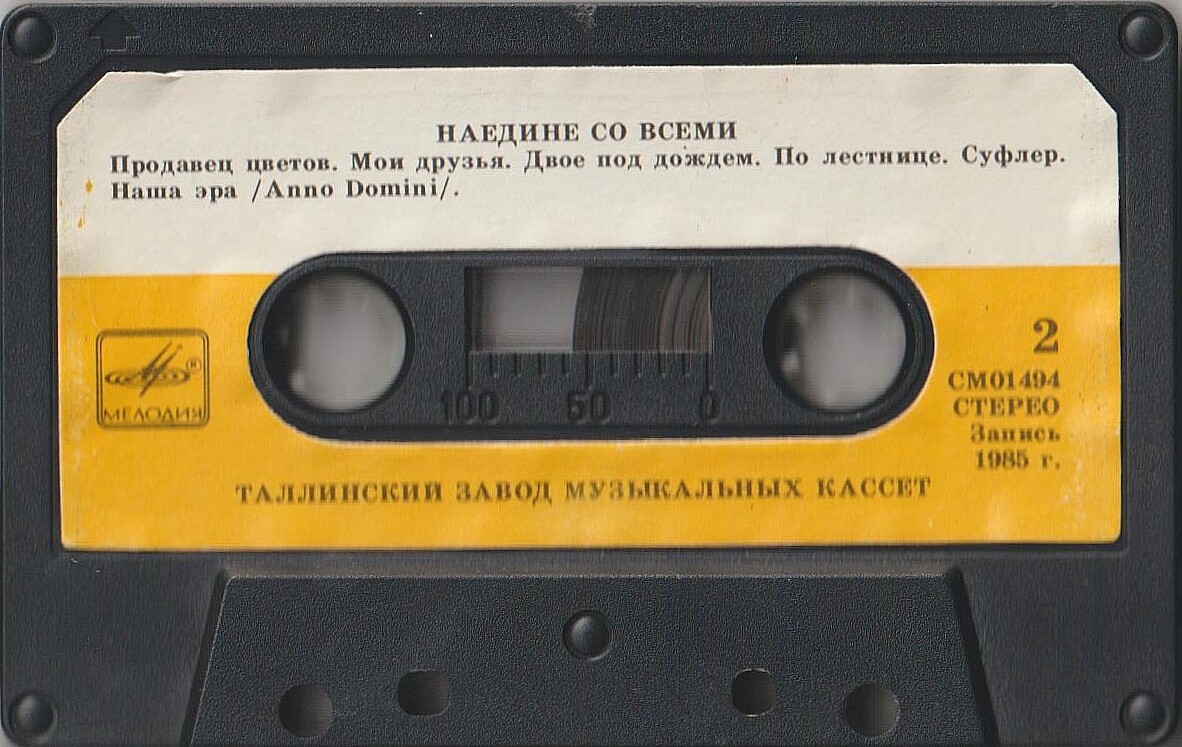 НАЕДИНЕ СО ВСЕМИ
Продавец цветов. Мои друзья. Двое под дождем. По лестнице. Суфлер.
Наша эра /Anno Domini/.
МЕЛОДИЯ
®
100 50 0
2
СМ01494
СТЕРЕО
Запись
1985 г.
ТАЛЛИНСКИЙ ЗАВОД МУЗЫКАЛЬНЫХ КАССЕТ